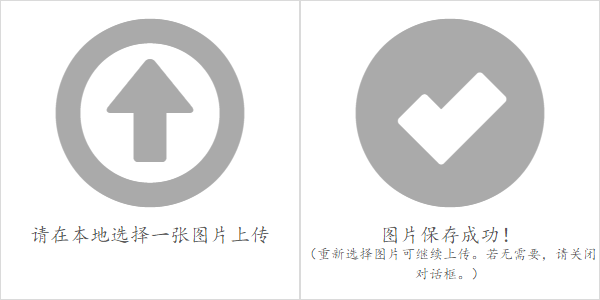 请在本地选择一张图片上传
图片保存成功！
（重新选择图片可继续上传。若无需要，请关闭
对话框。）